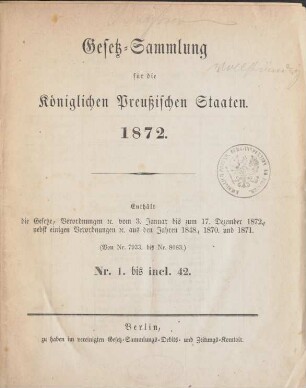 Gesetz-Sammlung
für die
Königlichen Preußischen Staaten.
1872.
Enthält
die Gesetze, Verordnungen ꝛc. vom 3. Januar bis zum 17. Dezember 1872,
nebst einigen Verordnungen ꝛc. aus den Jahren 1848, 1870. und 1871.
(Von Nr. 7923. bis Nr. 8083.)
Nr. 1. bis incl. 42.
Berlin,
zu haben im vereinigten Gesetz-Sammlungs-Debits- und Zeitungs-Komtoir.